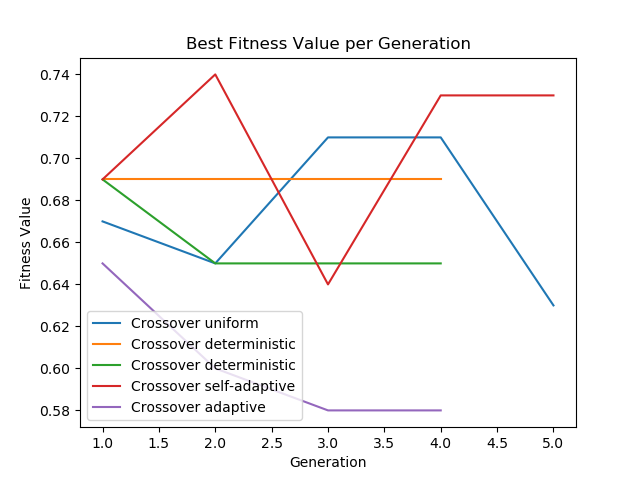 Best Fitness Value per Generation
0.74
0.72
0.70
0.68
0.66
0.64
0.62
0.60
0.58
Fitness Value
Crossover uniform
Crossover deterministic
Crossover deterministic
Crossover self-adaptive
Crossover adaptive
1.0 1.5 2.0 2.5 3.0 3.5 4.0 4.5 5.0
Generation